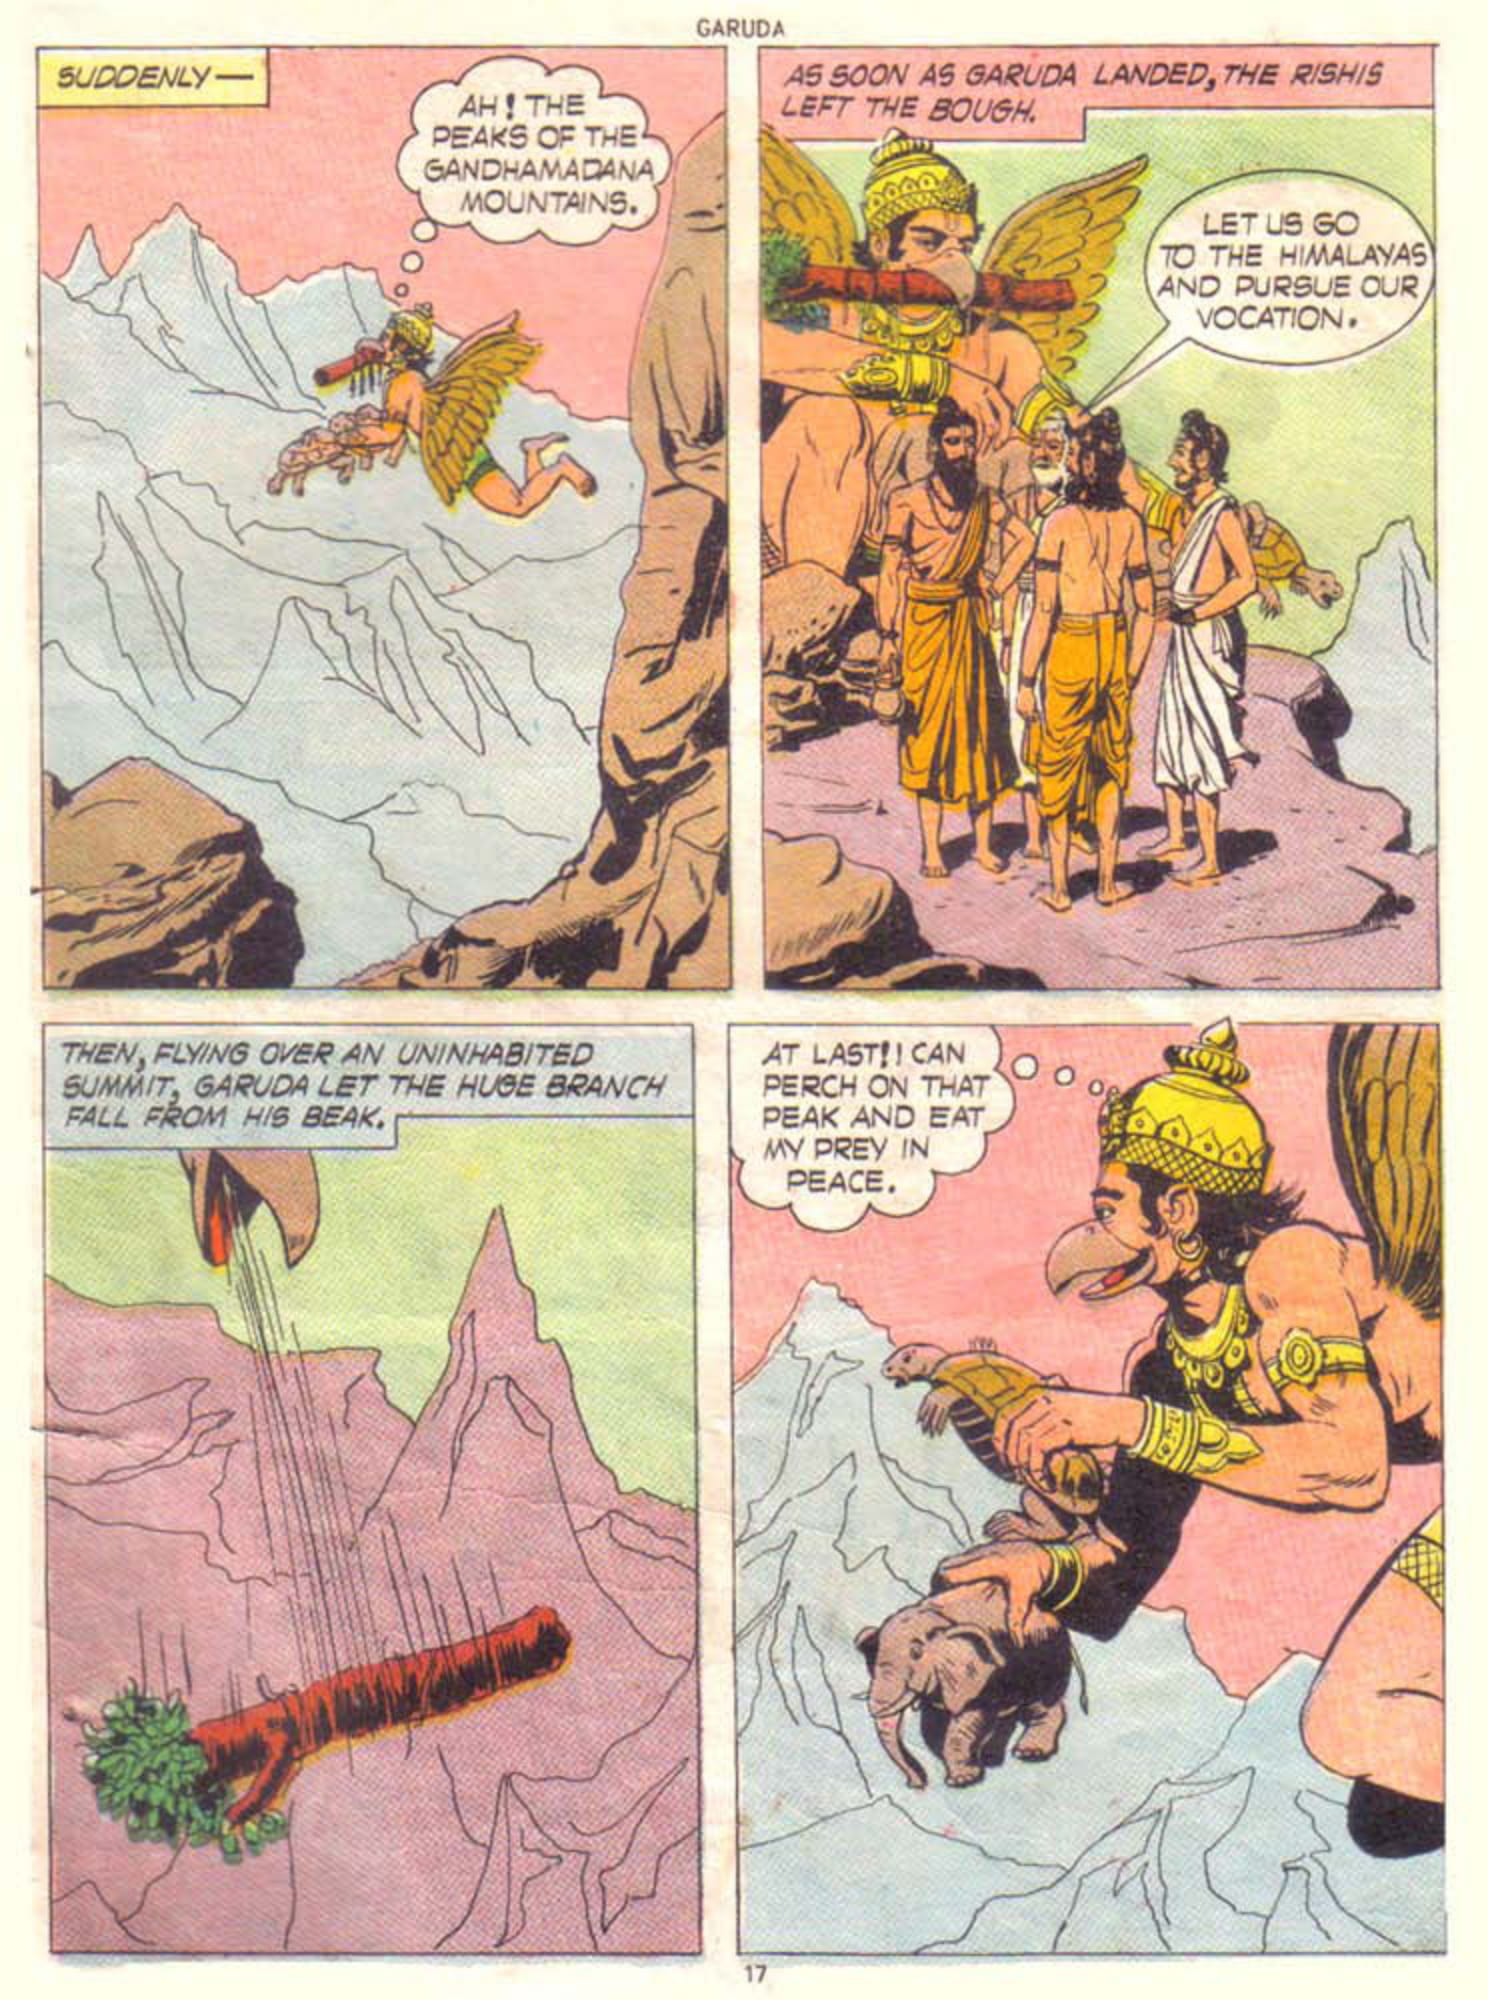 GARUDA
SUDDENLY—
AH! THE
PEAKS OF THE
GANDHAMADANA
MOUNTAINS.
AS SOON AS GARUDA LANDED, THE RISHIS
LEFT THE BOUGH.
LET US GO
TO THE HIMALAYAS
AND PURSUE OUR
VOCATION.
THEN, FLYING OVER AN UNINHABITED
SUMMIT, GARUDA LET THE HUGE BRANCH
FALL FROM HIS BEAK.
AT LAST! I CAN
PERCH ON THAT
PEAK AND EAT
MY PREY IN
PEACE.
17